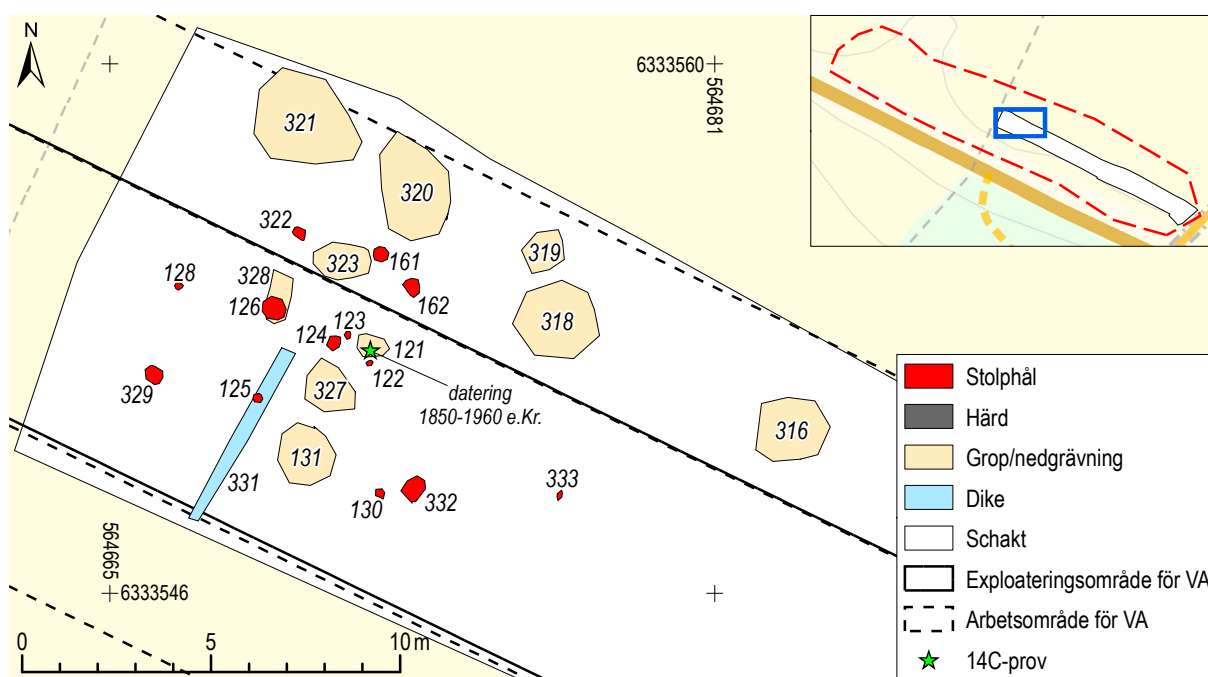 N
6333560
564681
321
320
322
323
161
319
128
328
126
162
318
124
123
121
122
329
125
327
datering
1850-1960 e.Kr.
316
131
331
130
332
333
564665
6333546
0 5 10 m
Stolphål
Härd
Grop/nedgrävning
Dike
Schakt
Exploateringsområde för VA
Arbetsområde för VA
14C-prov